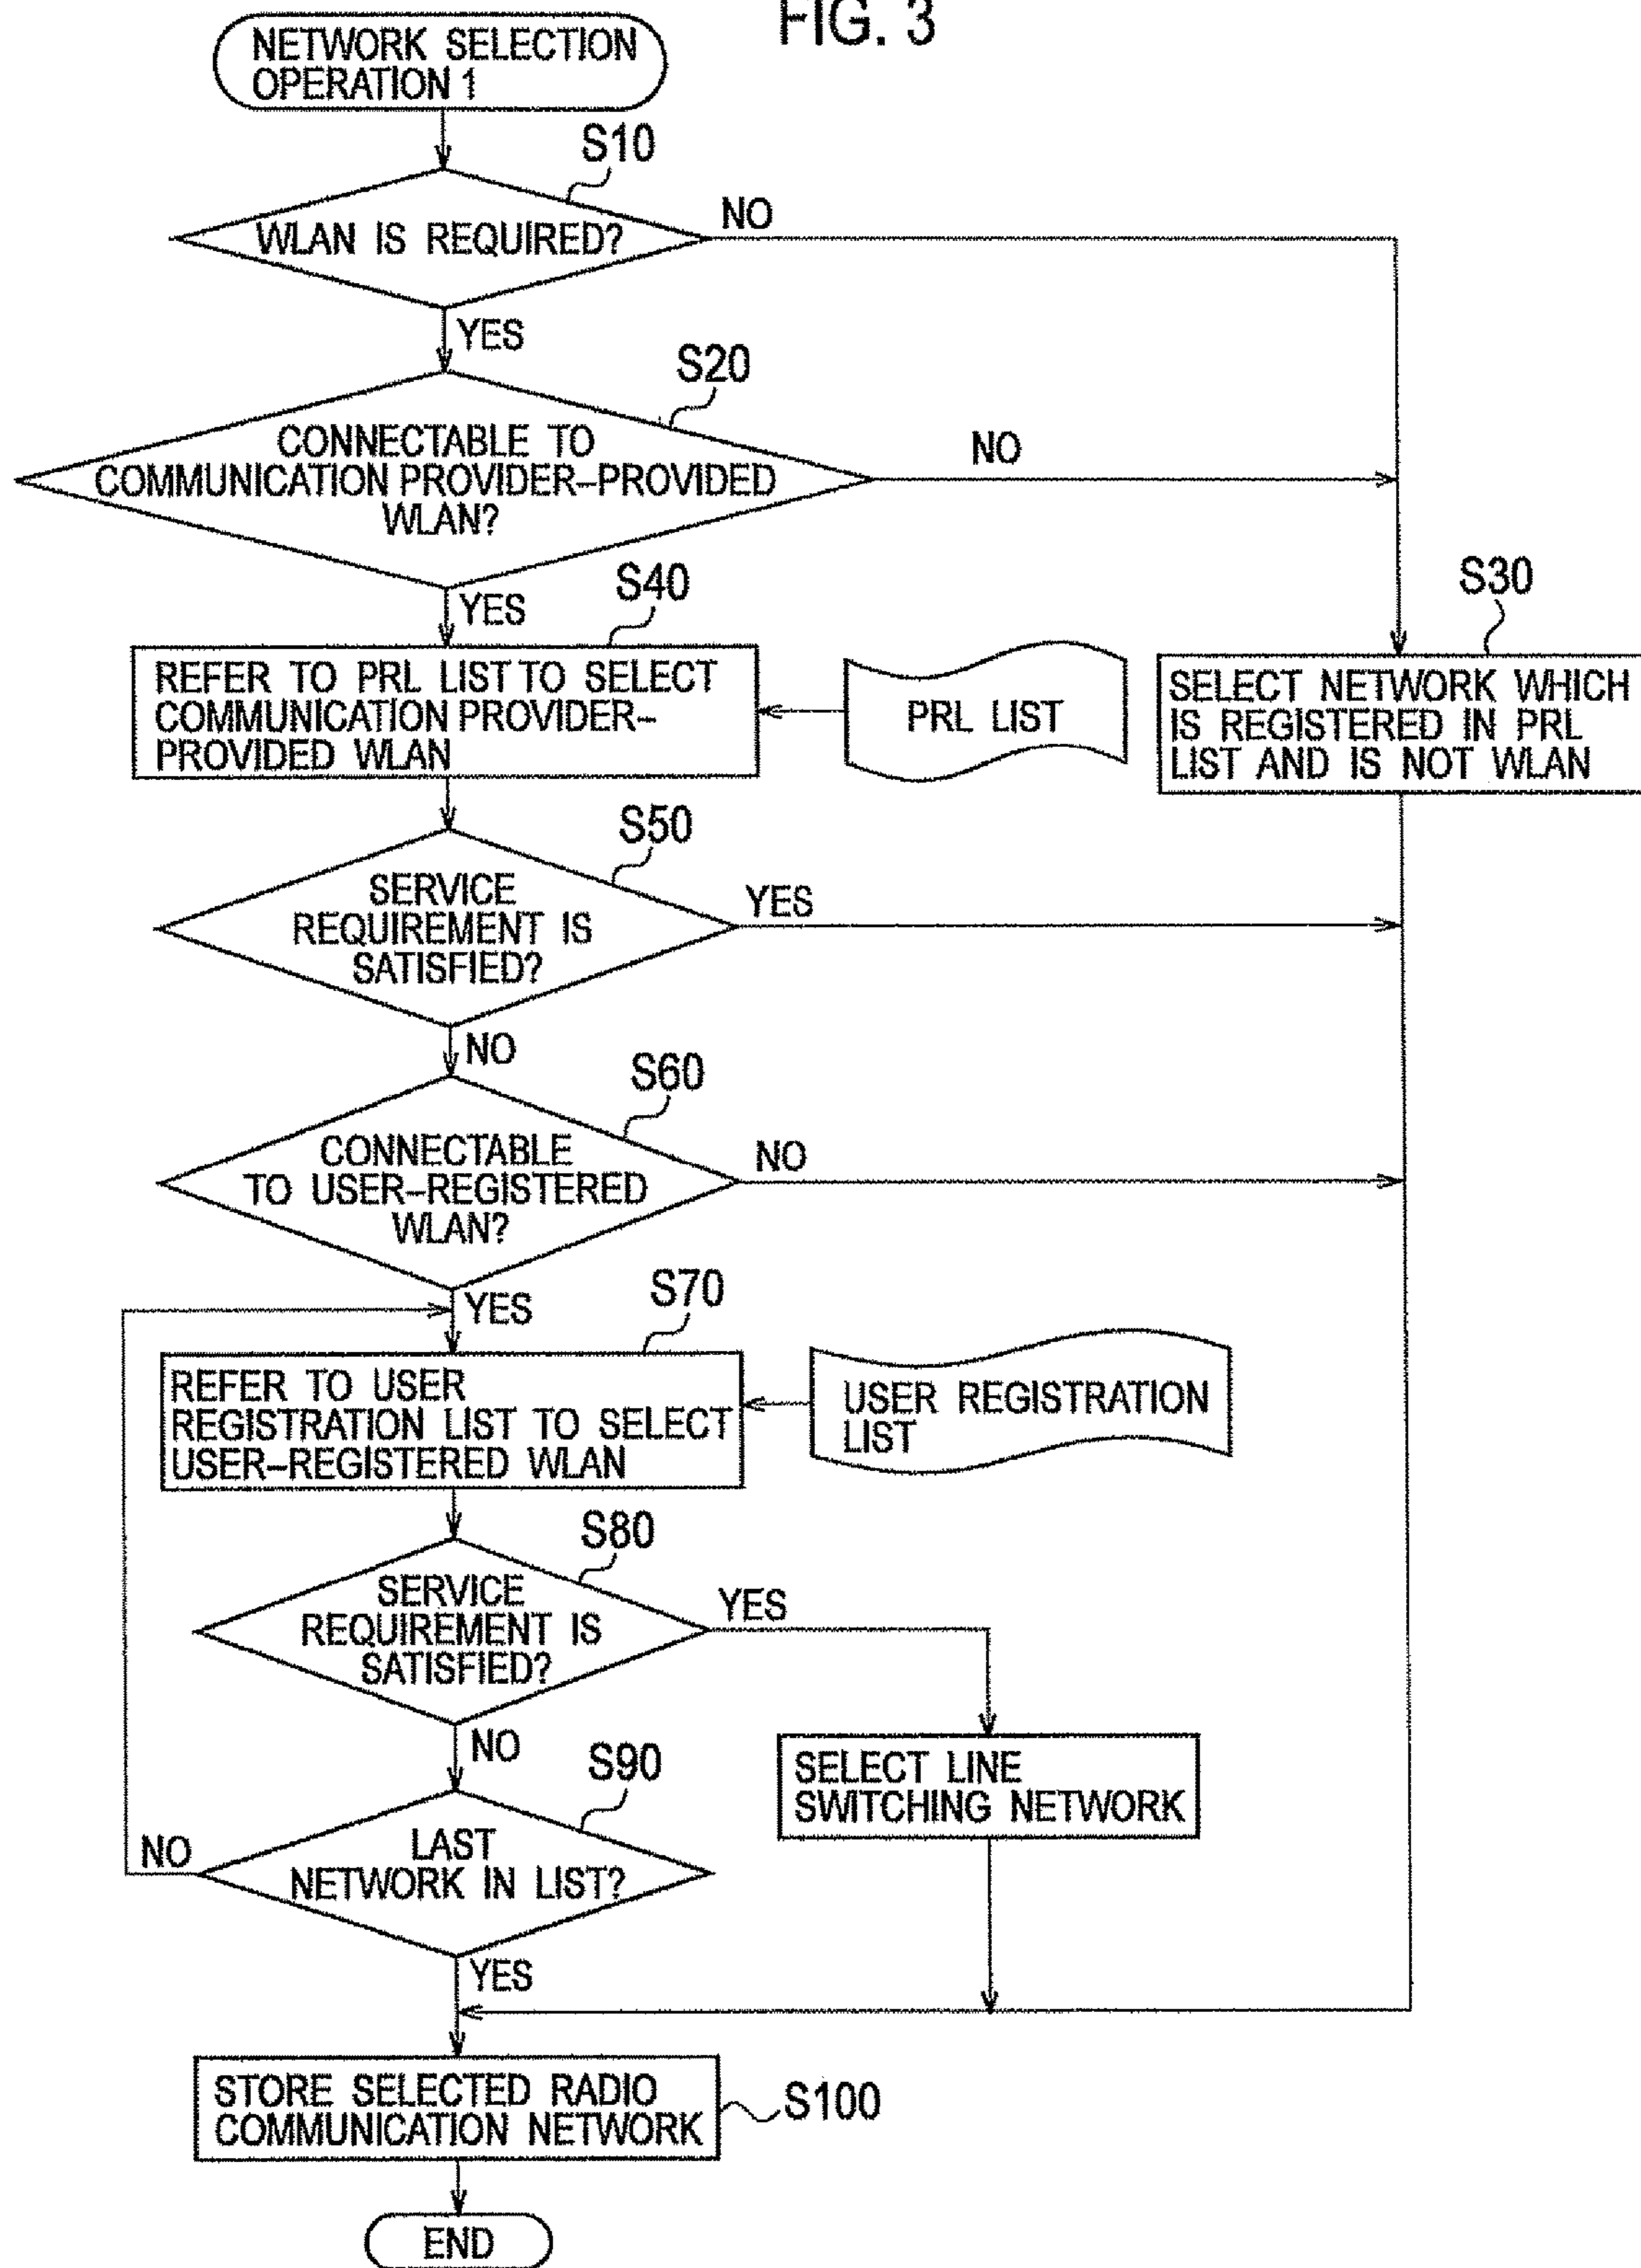 FIG. 3
NETWORK SELECTION
OPERATION 1
S10
WLAN IS REQUIRED?
NO
YES
S20
CONNECTABLE TO
COMMUNICATION PROVIDER-PROVIDED
WLAN?
NO
YES
S40
REFER TO PRL LIST TO SELECT
COMMUNICATION PROVIDER-
PROVIDED WLAN
PRL LIST
S30
SELECT NETWORK WHICH
IS REGISTERED IN PRL
LIST AND IS NOT WLAN
S50
SERVICE
REQUIREMENT IS
SATISFIED?
YES
NO
S60
CONNECTABLE
TO USER-REGISTERED
WLAN?
NO
YES
S70
REFER TO USER
REGISTRATION LIST TO SELECT
USER-REGISTERED WLAN
USER REGISTRATION
LIST
S80
SERVICE
REQUIREMENT IS
SATISFIED?
YES
NO
SELECT LINE
SWITCHING NETWORK
S90
LAST
NETWORK IN LIST?
NO
YES
STORE SELECTED RADIO
COMMUNICATION NETWORK
S100
END